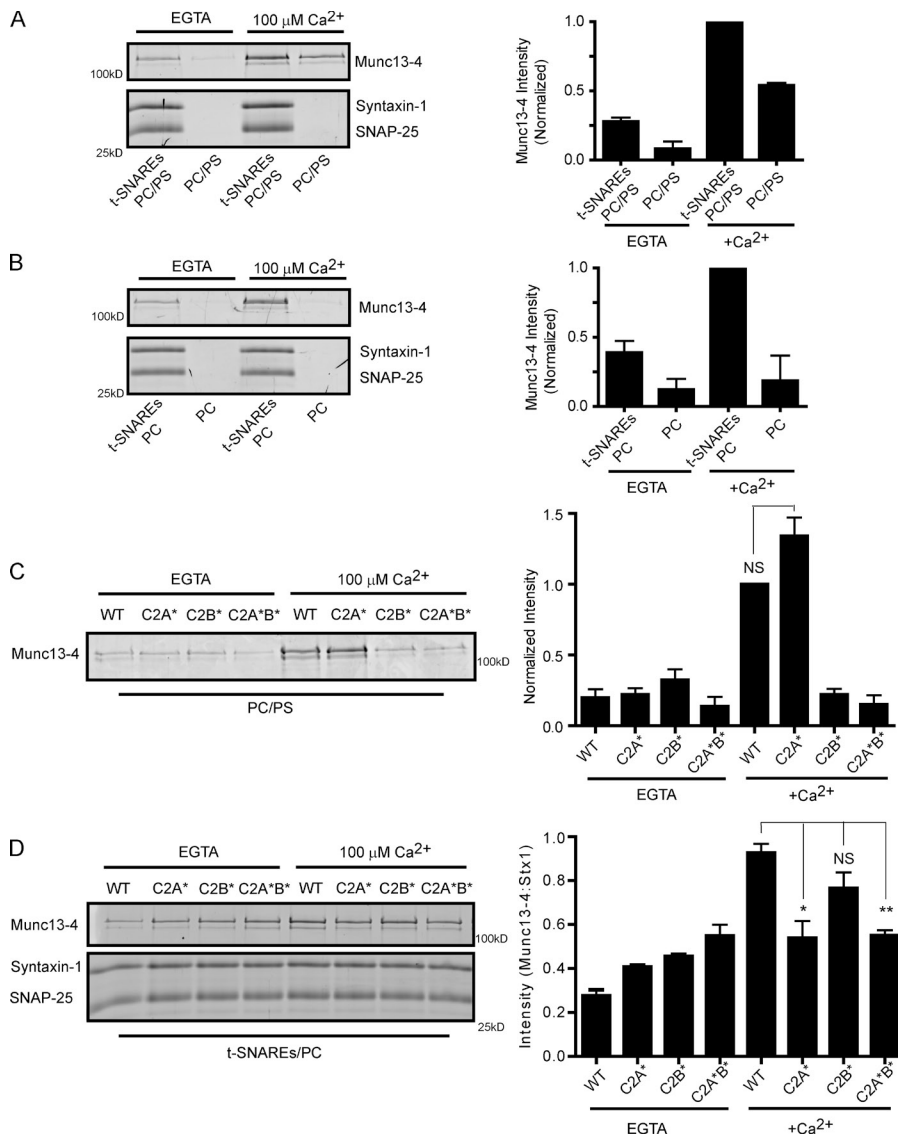 A
EGTA
100 μM Ca2+
100kD
Munc13-4
Syntaxin-1
SNAP-25
25kD
t-SNAREs
PC/PS
PC/PS
t-SNAREs
PC/PS
PC/PS
Munc13-4 Intensity
(Normalized)
1.0
0.5
0.0
t-SNAREs
PC/PS
PC/PS
t-SNAREs
PC/PS
PC/PS
EGTA
+Ca2+
B
EGTA
100 μM Ca2+
100kD
Munc13-4
Syntaxin-1
SNAP-25
25kD
t-SNAREs
PC
PC
t-SNAREs
PC
PC
Munc13-4 Intensity
(Normalized)
1.0
0.5
0.0
t-SNAREs
PC
PC
t-SNAREs
PC
PC
EGTA
+Ca2+
C
EGTA
100 μM Ca2+
WT C2A* C2B* C2A*B* WT C2A* C2B* C2A*B*
Munc13-4
100kD
PC/PS
Normalized Intensity
1.5
1.0
0.5
0.0
NS
WT C2A* C2B* C2A*B* WT C2A* C2B* C2A*B*
EGTA
+Ca2+
D
EGTA
100 μM Ca2+
WT C2A* C2B* C2A*B* WT C2A* C2B* C2A*B*
Munc13-4
100kD
Syntaxin-1
SNAP-25
25kD
t-SNAREs/PC
Intensity (Munc13-4:Stx1)
1.0
0.8
0.6
0.4
0.2
0
*
NS
**
WT C2A* C2B* C2A*B* WT C2A* C2B* C2A*B*
EGTA
+Ca2+